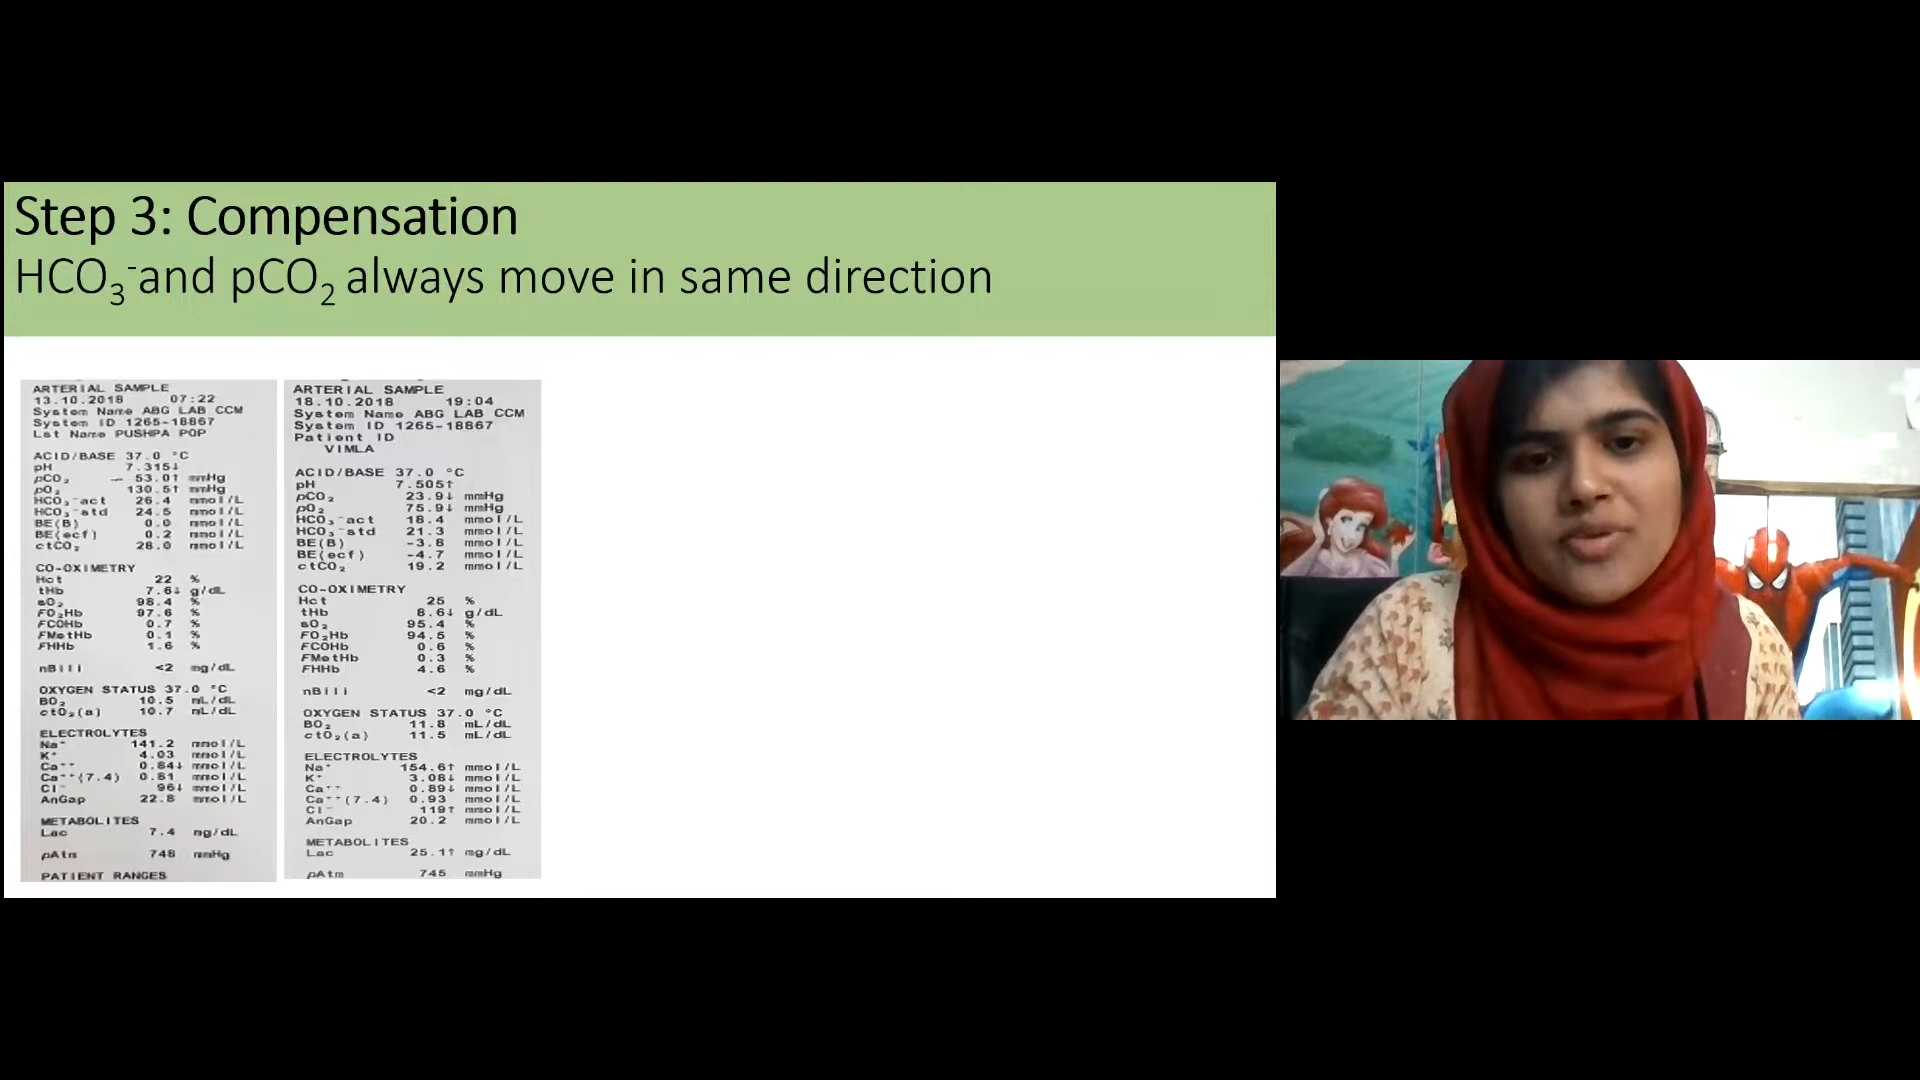 Step 3: Compensation
HCO₃⁻and pCO₂ always move in same direction
ARTERIAL SAMPLE
13.10.2018 07:22
System Name ABG LAB CCM
System ID 1265-18867
Lst Name PUSHPA POP
ACID/BASE 37.0 °C
pH 7.315↓
pCO₂ — 53.0↑ mmHg
pO₂ 130.5↑ mmHg
HCO₃⁻act 26.4 mmol/L
HCO₃⁻std 24.5 mmol/L
BE(B) 0.0 mmol/L
BE(ecf) 0.2 mmol/L
ctCO₂ 28.0 mmol/L
CO-OXIMETRY
Hct 22 %
tHb 7.6↓ g/dL
sO₂ 98.4 %
FO₂Hb 97.6 %
FCOHb 0.7 %
FMetHb 0.1 %
FHHb 1.6 %
nBili <2 mg/dL
OXYGEN STATUS 37.0 °C
BO₂ 10.5 mL/dL
ctO₂(a) 10.7 mL/dL
ELECTROLYTES
Na⁺ 141.2 mmol/L
K⁺ 4.03 mmol/L
Ca⁺⁺ 0.84↓ mmol/L
Ca⁺⁺(7.4) 0.81 mmol/L
Cl⁻ 96↓ mmol/L
AnGap 22.8 mmol/L
METABOLITES
Lac 7.4 mg/dL
pAtm 748 mmHg
PATIENT RANGES
ARTERIAL SAMPLE
18.10.2018 19:04
System Name ABG LAB CCM
System ID 1265-18867
Patient ID
VIMLA
ACID/BASE 37.0 °C
pH 7.505↑
pCO₂ 23.9↓ mmHg
pO₂ 75.9↓ mmHg
HCO₃⁻act 18.4 mmol/L
HCO₃⁻std 21.3 mmol/L
BE(B) -3.8 mmol/L
BE(ecf) -4.7 mmol/L
ctCO₂ 19.2 mmol/L
CO-OXIMETRY
Hct 25 %
tHb 8.6↓ g/dL
sO₂ 95.4 %
FO₂Hb 94.5 %
FCOHb 0.6 %
FMetHb 0.3 %
FHHb 4.6 %
nBili <2 mg/dL
OXYGEN STATUS 37.0 °C
BO₂ 11.8 mL/dL
ctO₂(a) 11.5 mL/dL
ELECTROLYTES
Na⁺ 154.6↑ mmol/L
K⁺ 3.08↓ mmol/L
Ca⁺⁺ 0.89↓ mmol/L
Ca⁺⁺(7.4) 0.93 mmol/L
Cl⁻ 119↑ mmol/L
AnGap 20.2 mmol/L
METABOLITES
Lac 25.1↑ mg/dL
pAtm 745 mmHg